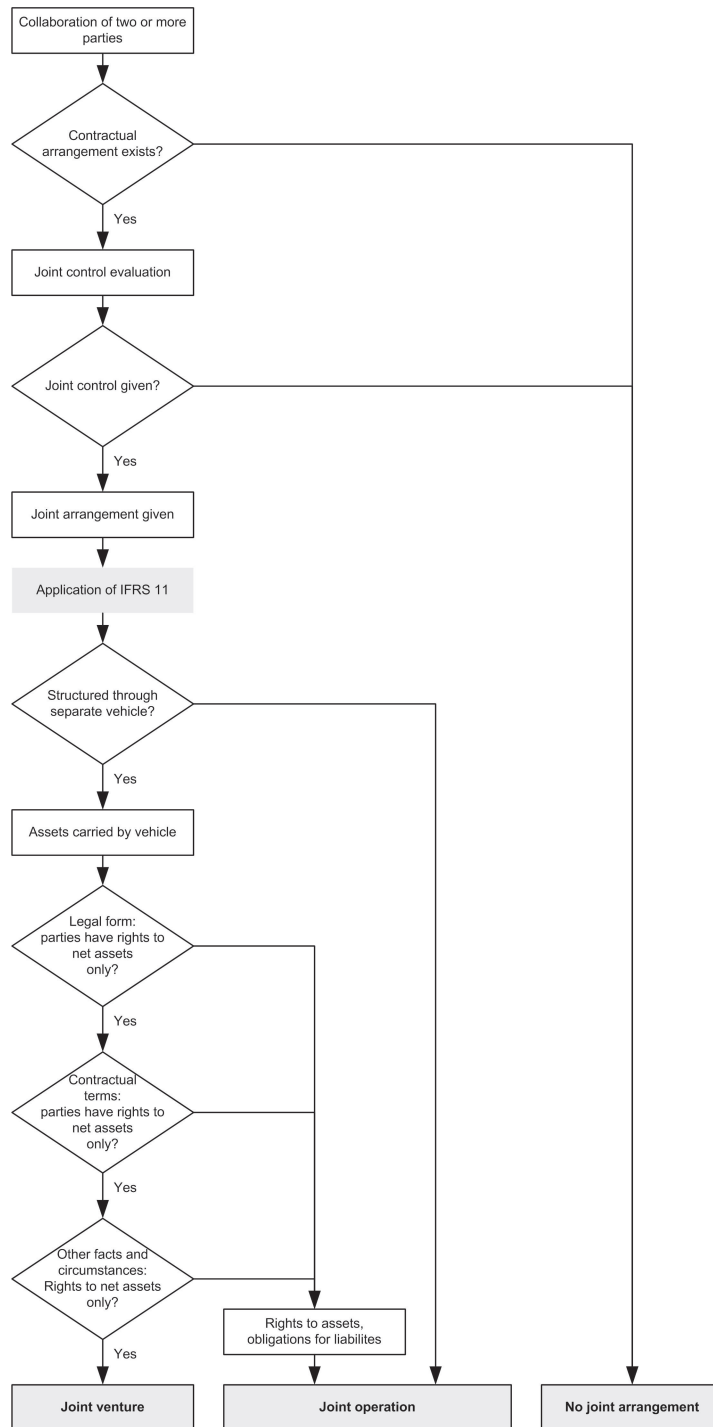 Collaboration of two or more
parties
Contractual
arrangement exists?
Yes
Joint control evaluation
Joint control given?
Yes
Joint arrangement given
Application of IFRS 11
Structured through
separate vehicle?
Yes
Assets carried by vehicle
Legal form:
parties have rights to
net assets
only?
Yes
Contractual
terms:
parties have rights to
net assets
only?
Yes
Other facts and
circumstances:
Rights to net assets
only?
Rights to assets,
obligations for liabilites
Yes
Joint venture
Joint operation
No joint arrangement